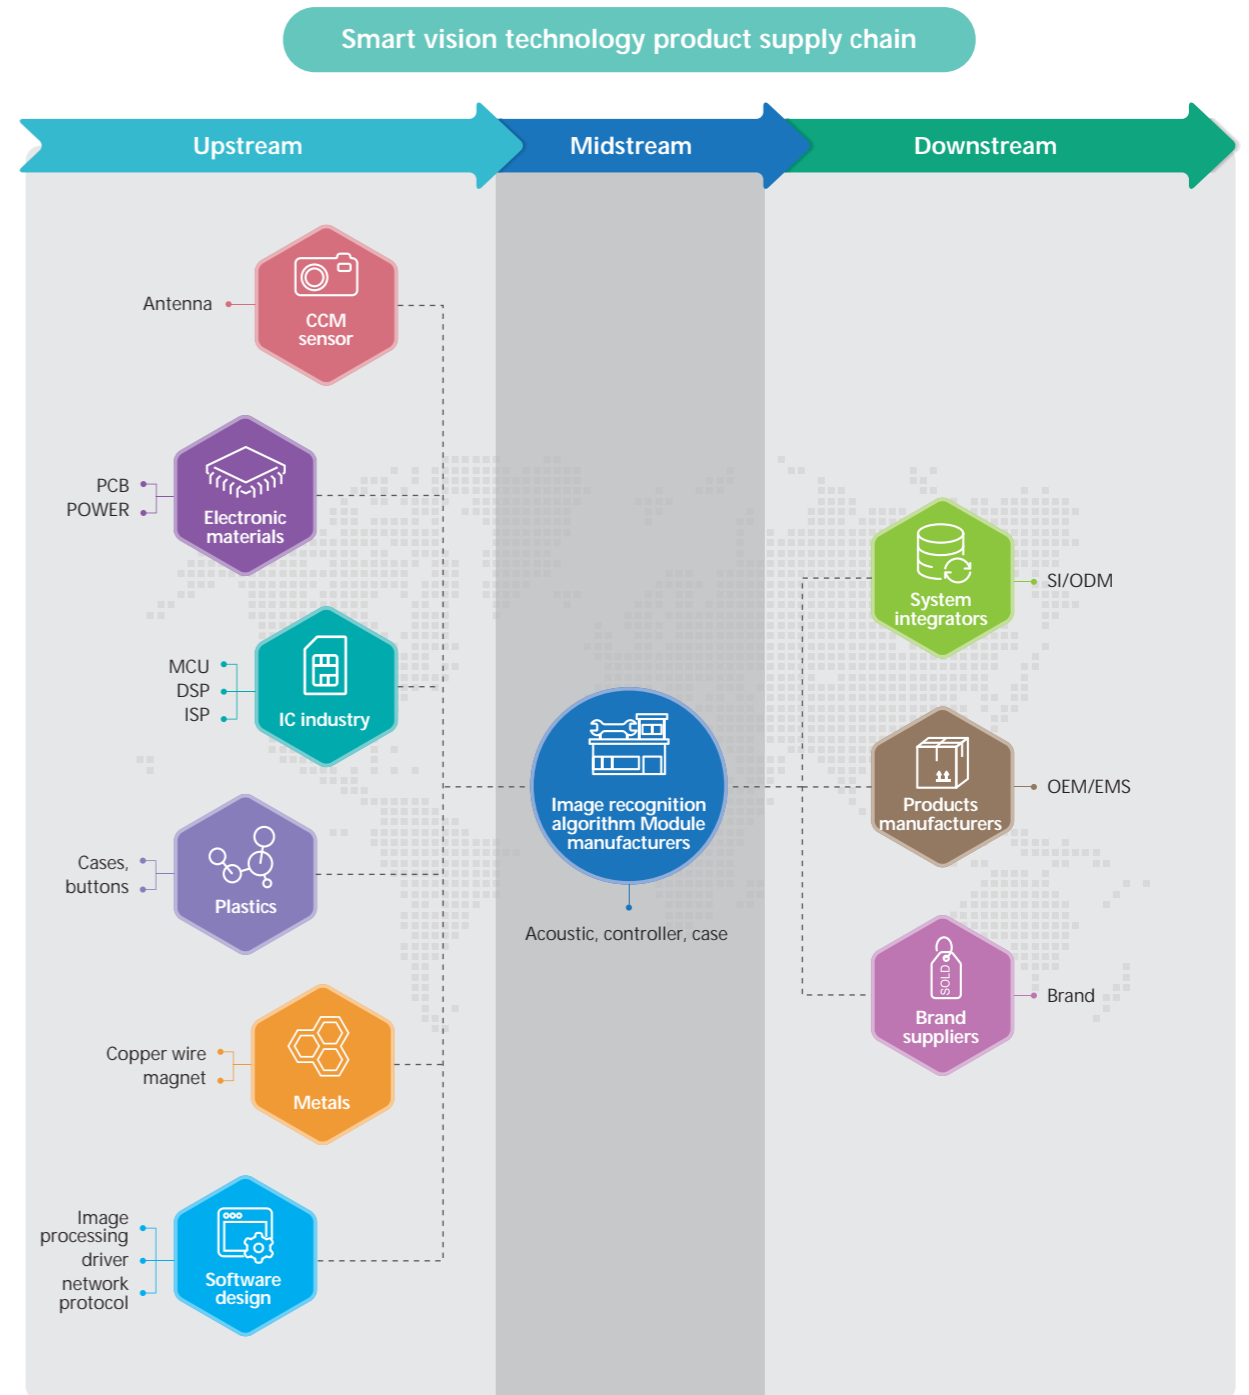 Smart vision technology product supply chain
Upstream
Midstream
Downstream
Antenna
CCM
sensor
PCB
POWER
Electronic
materials
MCU
DSP
ISP
IC industry
Cases,
buttons
Plastics
Copper wire
magnet
Metals
Image
processing
driver
network
protocol
Software
design
Image recognition
algorithm Module
manufacturers
Acoustic, controller, case
System
integrators
SI/ODM
Products
manufacturers
OEM/EMS
SOLD
Brand
suppliers
Brand